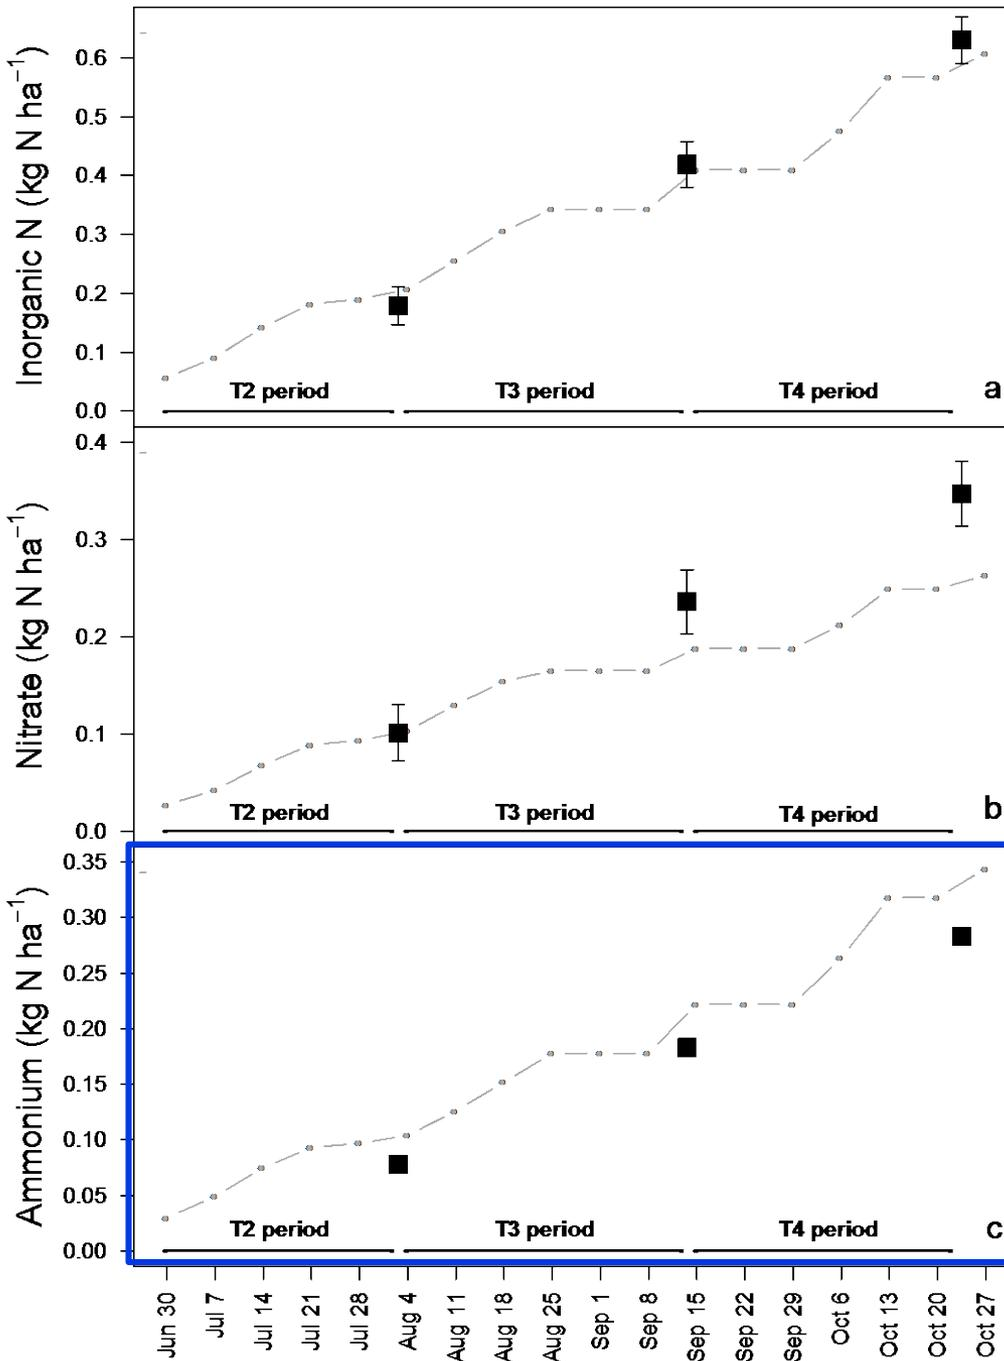 Inorganic N (kg N ha⁻¹)
0.6
0.5
0.4
0.3
0.2
0.1
0.0
T2 period
T3 period
T4 period
a
Nitrate (kg N ha⁻¹)
0.4
0.3
0.2
0.1
0.0
T2 period
T3 period
T4 period
b
Ammonium (kg N ha⁻¹)
0.35
0.30
0.25
0.20
0.15
0.10
0.05
0.00
T2 period
T3 period
T4 period
c
Jun 30
Jul 7
Jul 14
Jul 21
Jul 28
Aug 4
Aug 11
Aug 18
Aug 25
Sep 1
Sep 8
Sep 15
Sep 22
Sep 29
Oct 6
Oct 13
Oct 20
Oct 27